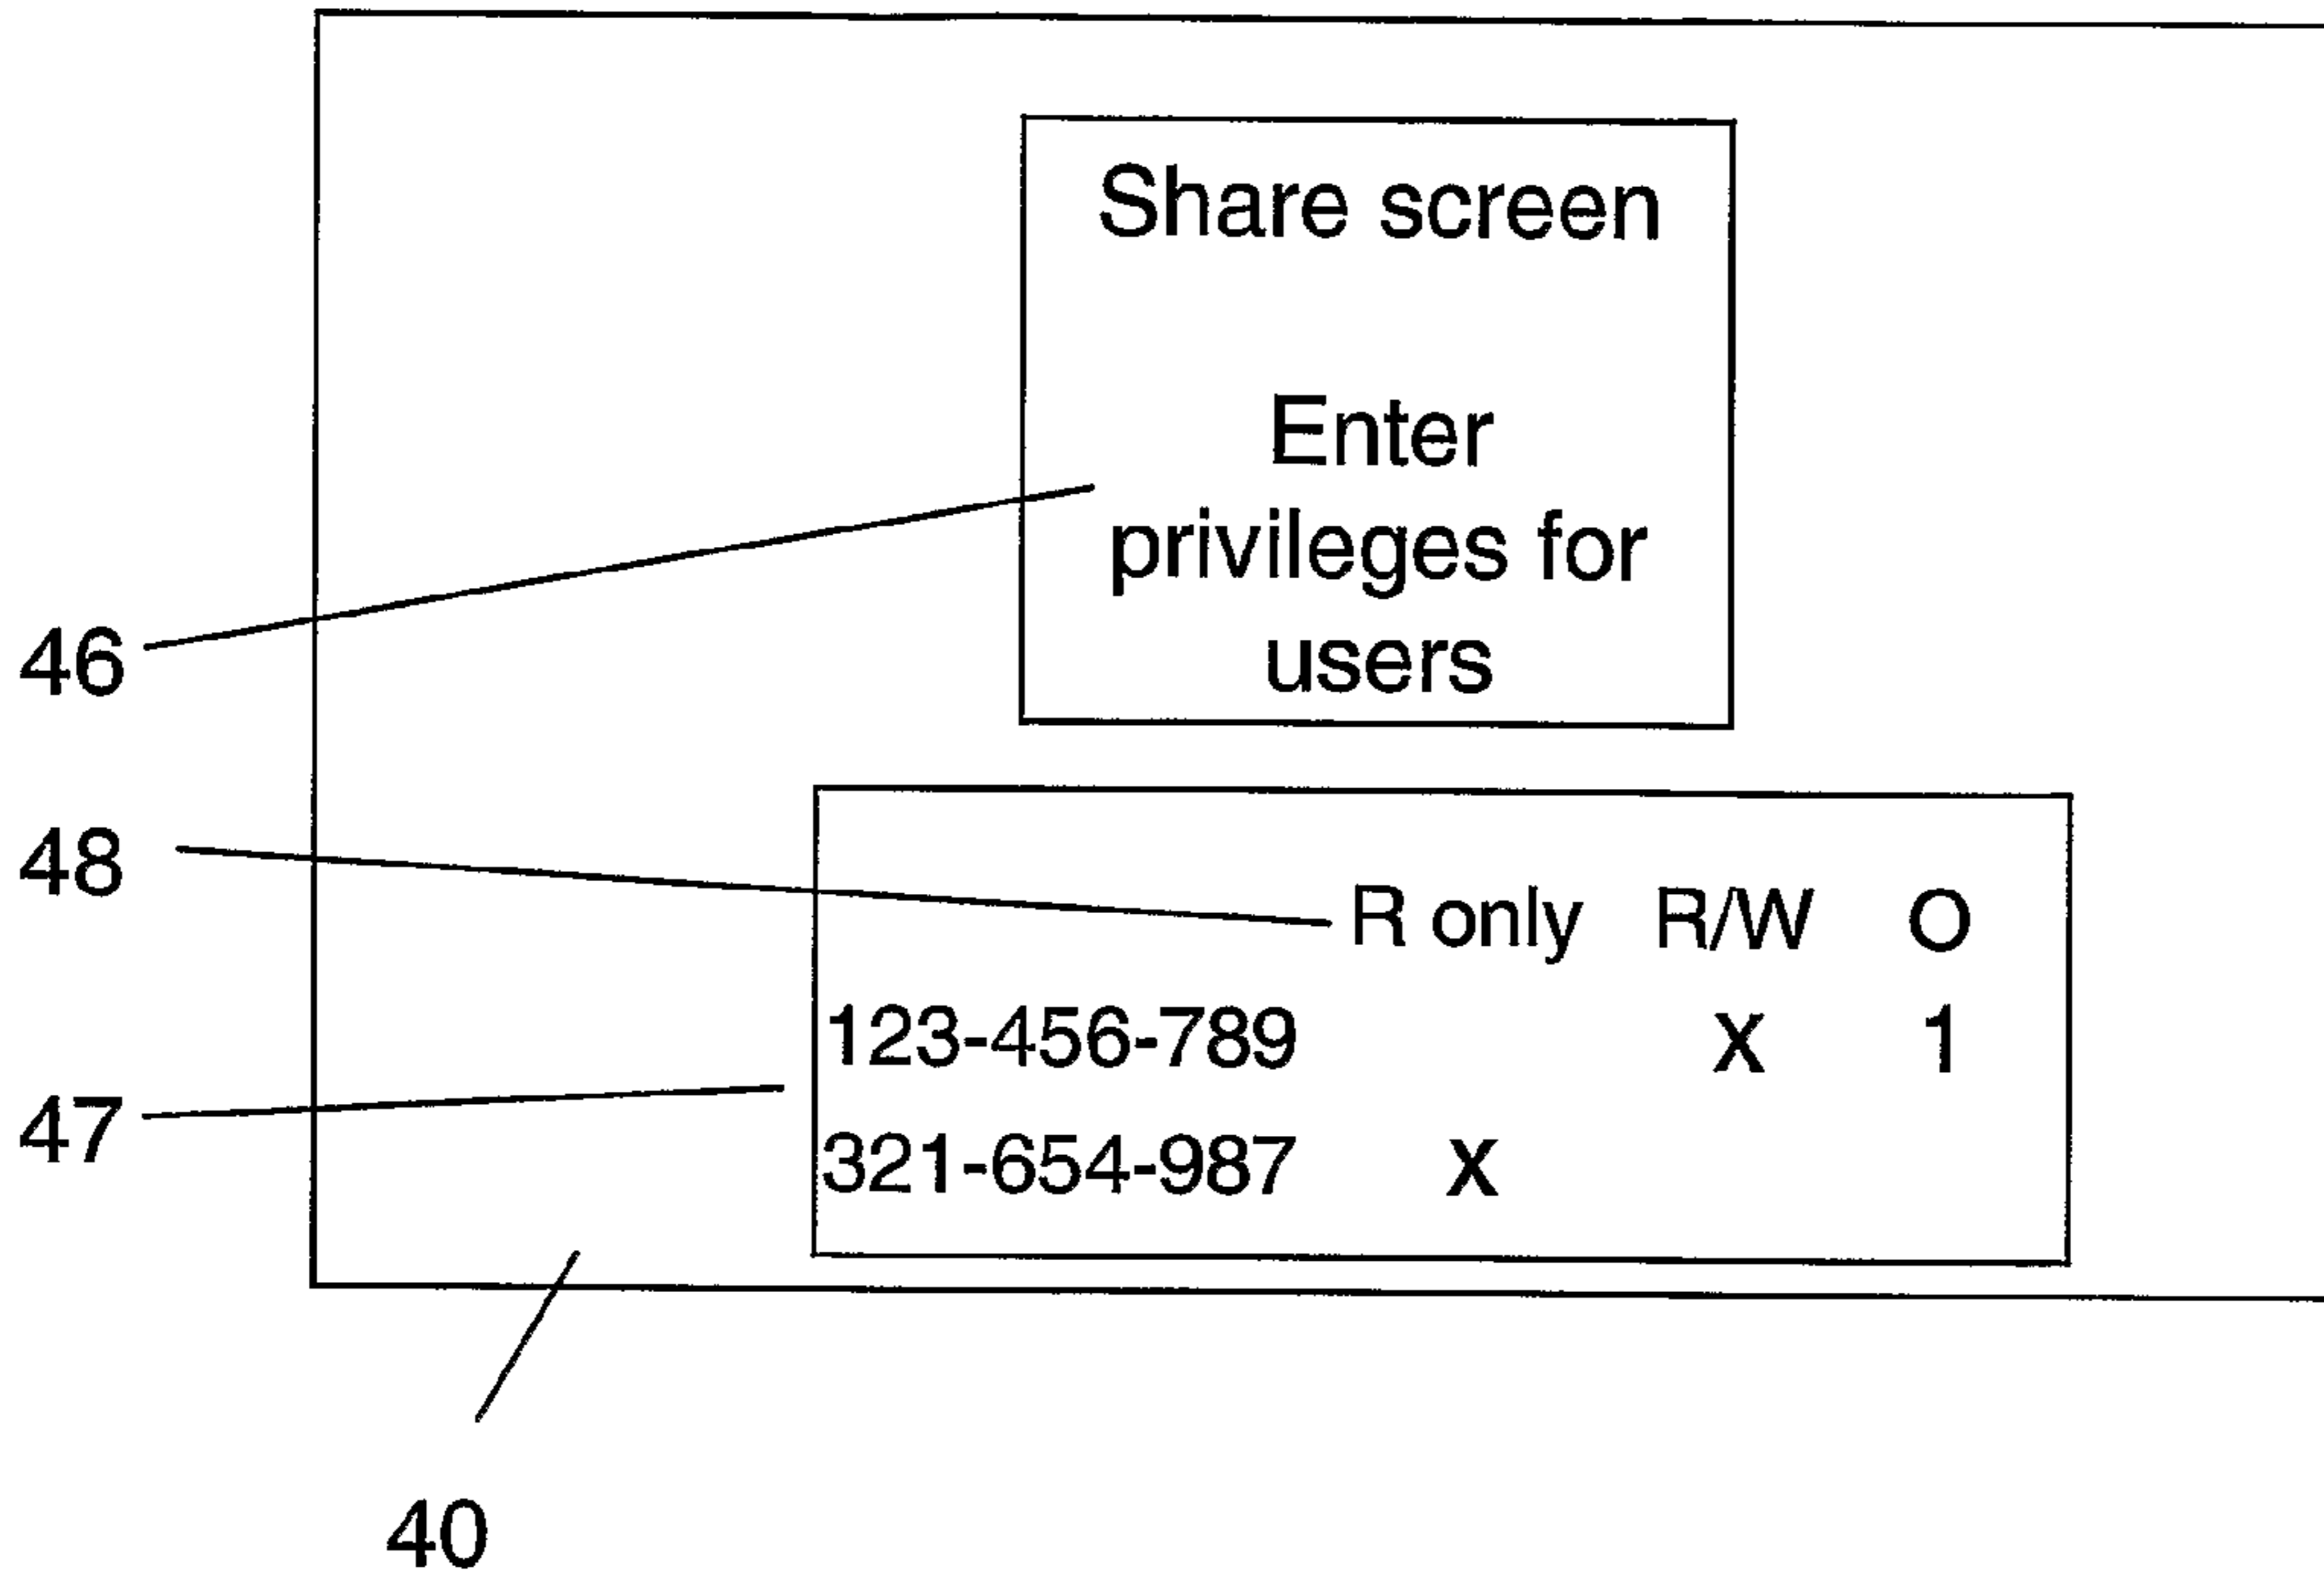 Share screen
Enter
privileges for
users
46
48
R only R/W O
123-456-789 X 1
47
321-654-987 X
40